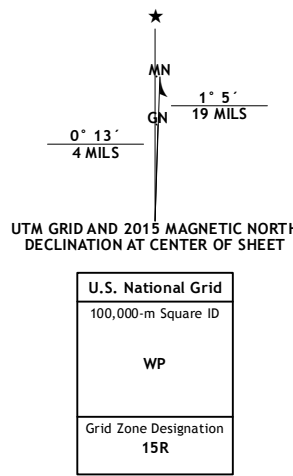 MN
1° 5´
19 MILS
GN
0° 13´
4 MILS
UTM GRID AND 2015 MAGNETIC NORTH
DECLINATION AT CENTER OF SHEET
U.S. National Grid
100,000-m Square ID
WP
Grid Zone Designation
15R